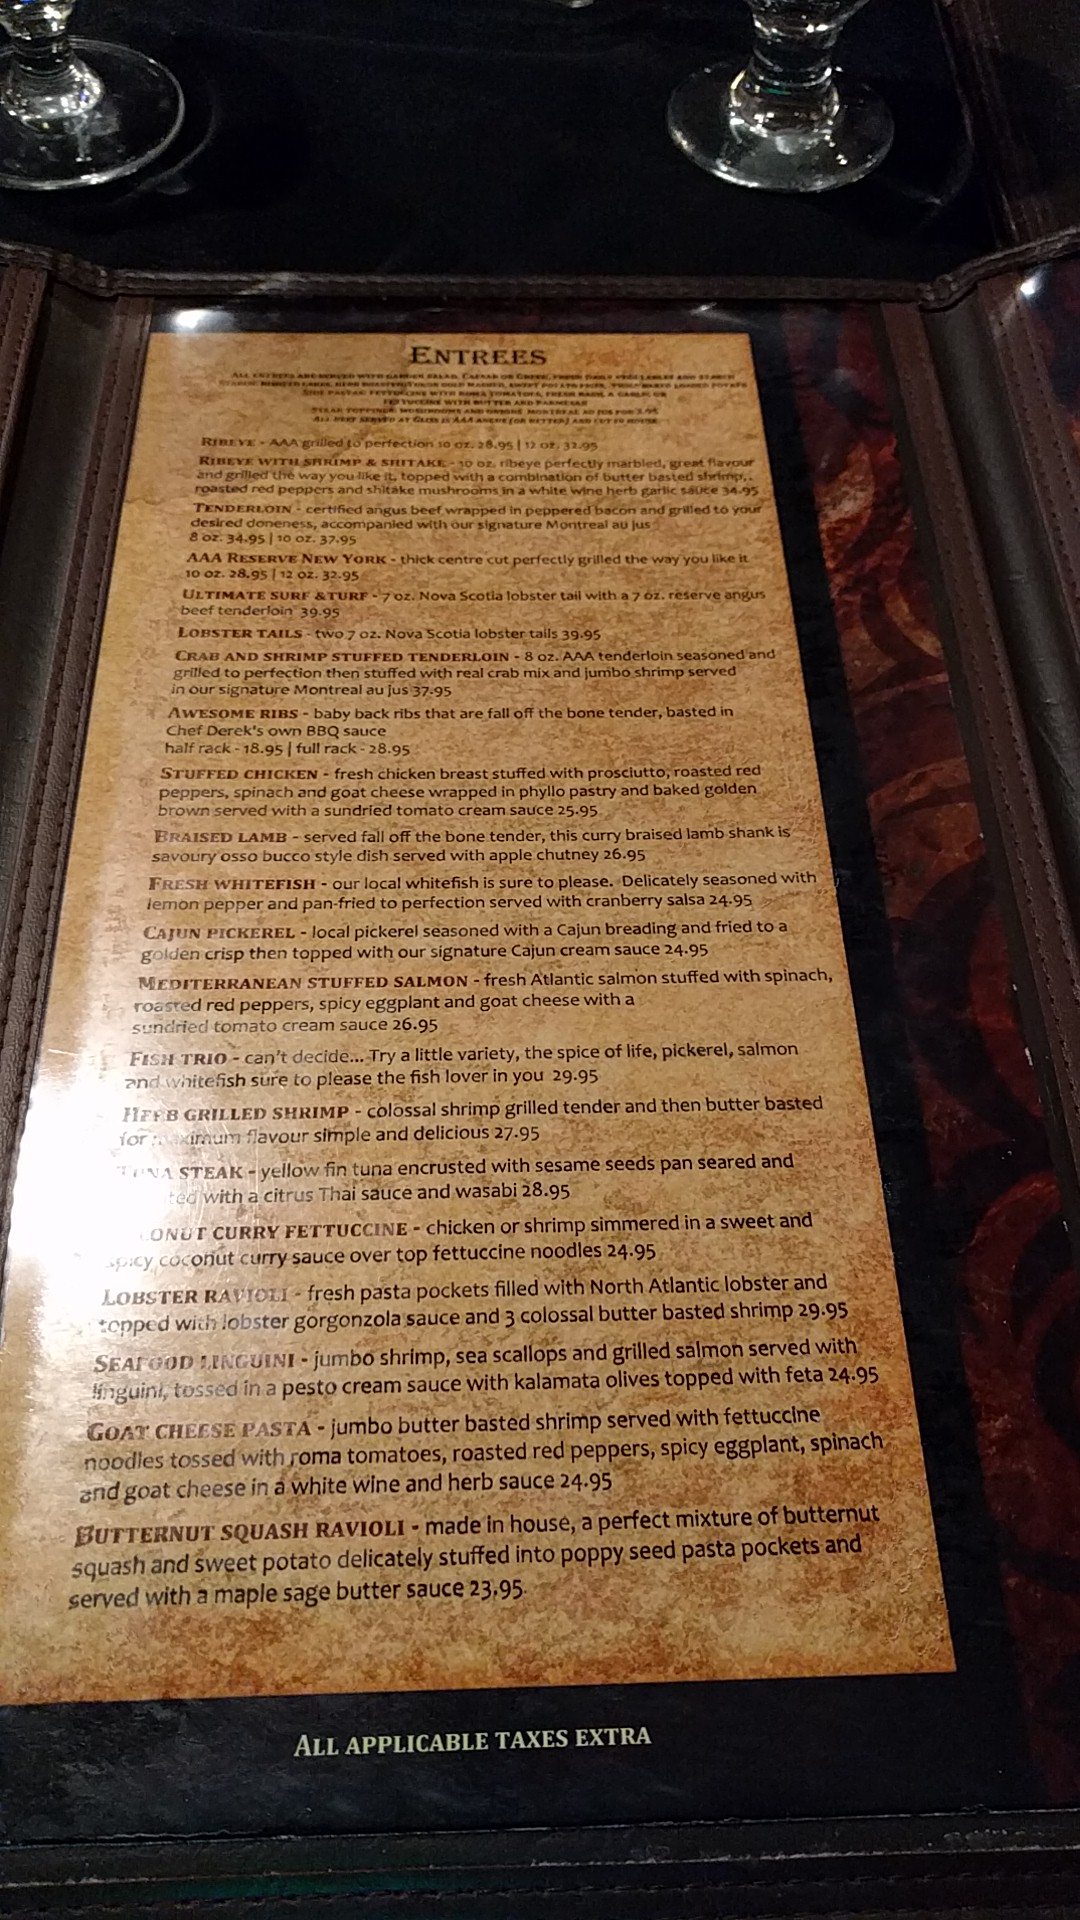 ENTREES
ALL ENTREES ARE SERVED WITH GARDEN SALAD, CAESAR OR GREEK, FRESH DAILY VEGETABLES AND STARCH
FETTUCCINE WITH BUTTER AND PARMESAN
RIBEYE - AAA grilled to perfection 10 oz. 28.95 | 12 oz. 32.95
RIBEYE WITH SHRIMP & SHITAKE - 10 oz. ribeye perfectly marbled, great flavour
and grilled the way you like it, topped with a combination of butter basted shrimp,.
roasted red peppers and shitake mushrooms in a white wine herb garlic sauce 34.95
TENDERLOIN - certified angus beef wrapped in peppered bacon and grilled to your
desired doneness, accompanied with our signature Montreal au jus
8 oz. 34.95 | 10 oz. 37.95
AAA RESERVE NEW YORK - thick centre cut perfectly grilled the way you like it
10 oz. 28.95 | 12 oz. 32.95
ULTIMATE SURF &TURF - 7 oz. Nova Scotia lobster tail with a 7 oz. reserve angus
beef tenderloin 39.95
LOBSTER TAILS - two 7 oz. Nova Scotia lobster tails 39.95
CRAB AND SHRIMP STUFFED TENDERLOIN - 8 oz. AAA tenderloin seasoned and
grilled to perfection then stuffed with real crab mix and jumbo shrimp served
in our signature Montreal au jus 37.95
AWESOME RIBS - baby back ribs that are fall off the bone tender, basted in
Chef Derek's own BBQ sauce
half rack - 18.95 | full rack - 28.95
STUFFED CHICKEN - fresh chicken breast stuffed with prosciutto, roasted red
peppers, spinach and goat cheese wrapped in phyllo pastry and baked golden
brown served with a sundried tomato cream sauce 25.95
BRAISED LAMB - served fall off the bone tender, this curry braised lamb shank is
savoury osso bucco style dish served with apple chutney 26.95
FRESH WHITEFISH - our local whitefish is sure to please. Delicately seasoned with
lemon pepper and pan-fried to perfection served with cranberry salsa 24.95
CAJUN PICKEREL - local pickerel seasoned with a Cajun breading and fried to a
golden crisp then topped with our signature Cajun cream sauce 24.95
MEDITERRANEAN STUFFED SALMON - fresh Atlantic salmon stuffed with spinach,
roasted red peppers, spicy eggplant and goat cheese with a
sundried tomato cream sauce 26.95
FISH TRIO - can't decide... Try a little variety, the spice of life, pickerel, salmon
and whitefish sure to please the fish lover in you 29.95
HERB GRILLED SHRIMP - colossal shrimp grilled tender and then butter basted
for maximum flavour simple and delicious 27.95
TUNA STEAK - yellow fin tuna encrusted with sesame seeds pan seared and
with a citrus Thai sauce and wasabi 28.95
CURRY FETTUCCINE - chicken or shrimp simmered in a sweet and
spicy coconut curry sauce over top fettuccine noodles 24.95
LOBSTER RAVIOLI - fresh pasta pockets filled with North Atlantic lobster and
topped with lobster gorgonzola sauce and 3 colossal butter basted shrimp 29.95
SEAFOOD LINGUINI - jumbo shrimp, sea scallops and grilled salmon served with
linguini, tossed in a pesto cream sauce with kalamata olives topped with feta 24.95
GOAT CHEESE PASTA - jumbo butter basted shrimp served with fettuccine
noodles tossed with roma tomatoes, roasted red peppers, spicy eggplant, spinach
and goat cheese in a white wine and herb sauce 24.95
BUTTERNUT SQUASH RAVIOLI - made in house, a perfect mixture of butternut
squash and sweet potato delicately stuffed into poppy seed pasta pockets and
served with a maple sage butter sauce 23.95
ALL APPLICABLE TAXES EXTRA